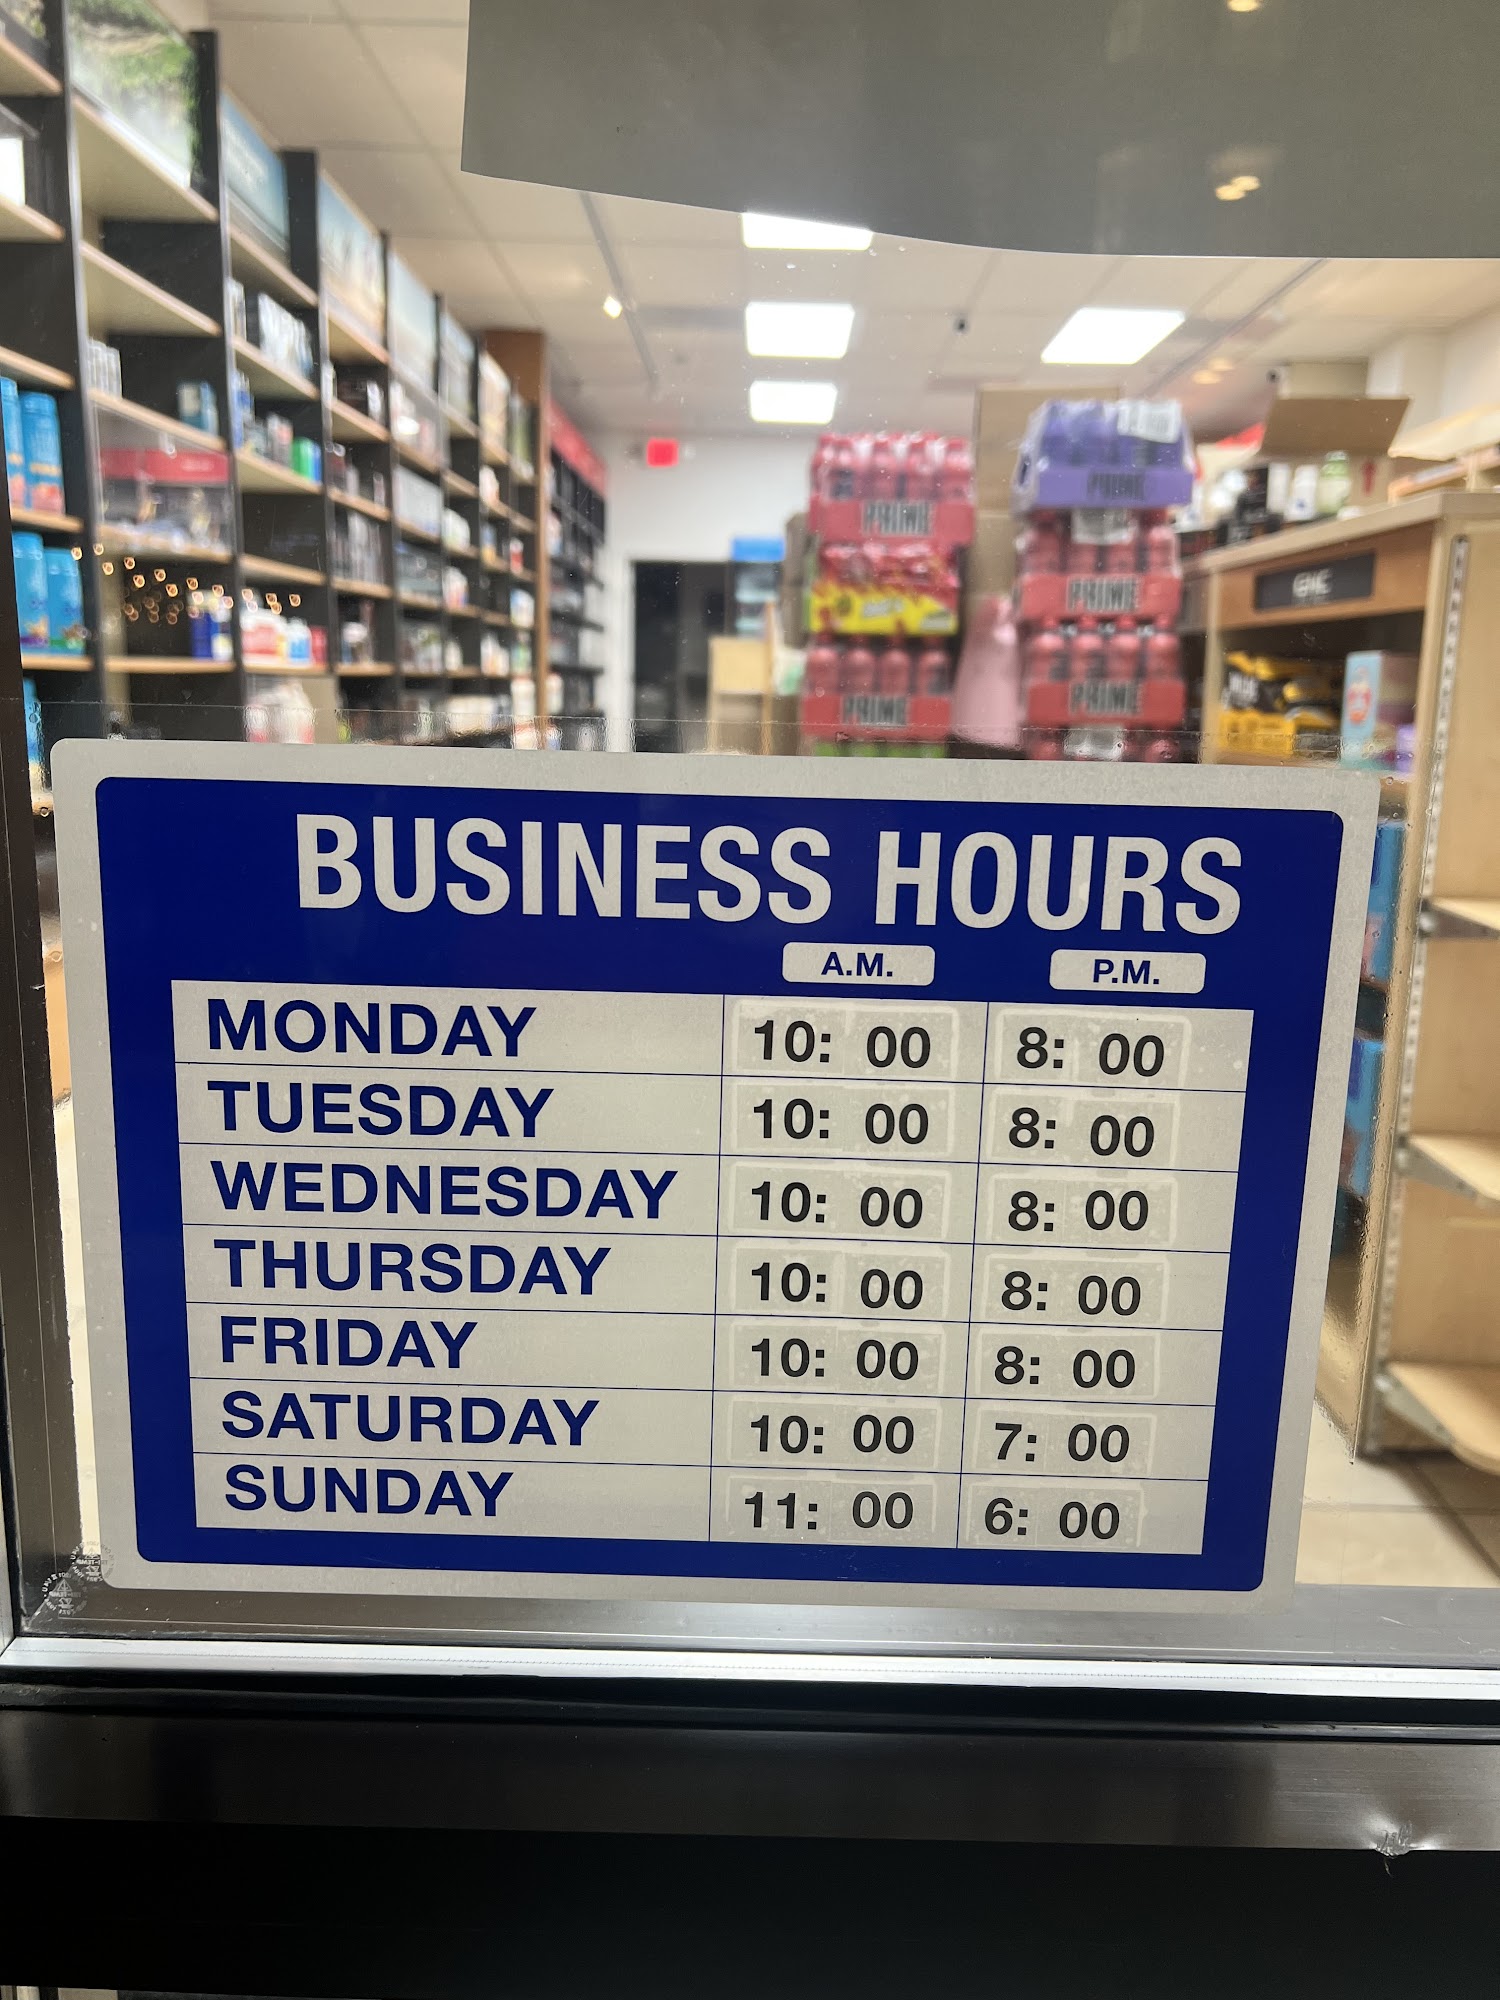 PRIME
PRIME
PRIME
PRIME
PRIME
BUSINESS HOURS
A.M. P.M.
MONDAY 10: 00 8: 00
TUESDAY 10: 00 8: 00
WEDNESDAY 10: 00 8: 00
THURSDAY 10: 00 8: 00
FRIDAY 10: 00 8: 00
SATURDAY 10: 00 7: 00
SUNDAY 11: 00 6: 00